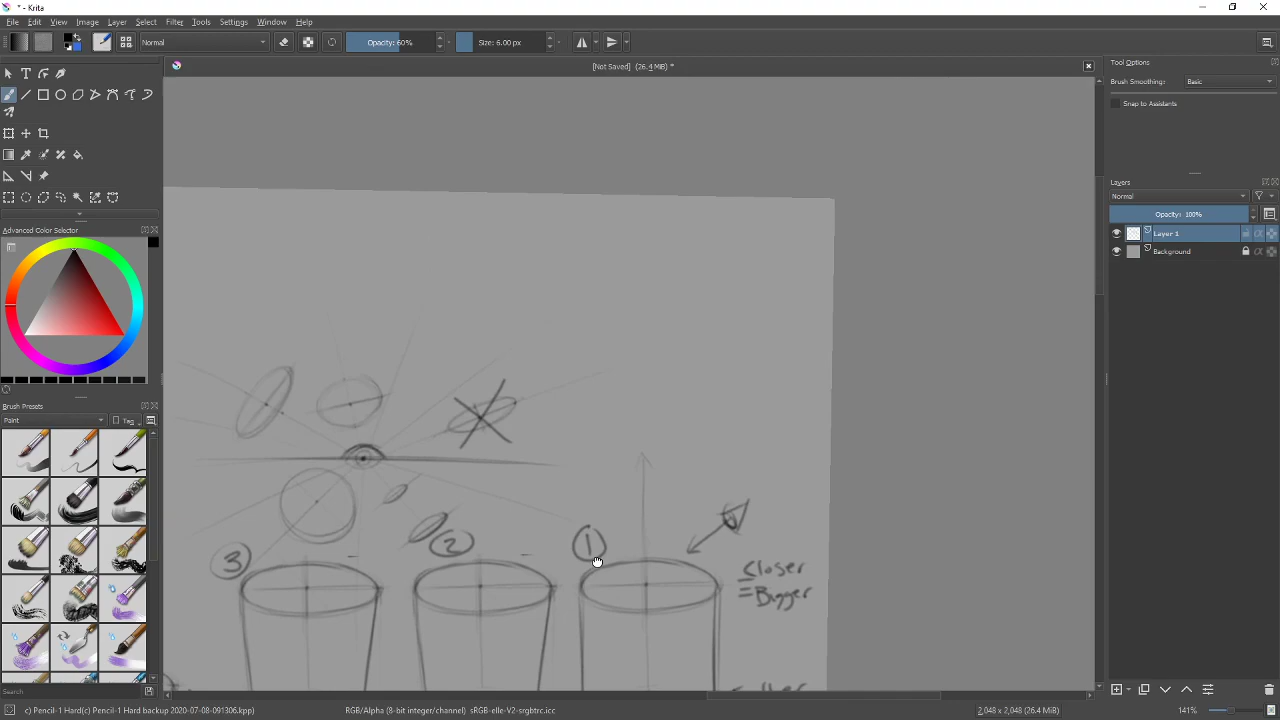 * - Krita
File Edit View Image Layer Select Filter Tools Settings Window Help
Normal Opacity: 60% Size: 6.00 px
[Not Saved] (26.4 MiB) *
Tool Options
Brush Smoothing: Basic
Snap to Assistants
Layers
Normal
Opacity: 100%
Layer 1
Background
Advanced Color Selector
Brush Presets
Paint Tag
Search
3 2 1
Closer
= Bigger
c) Pencil-1 Hard(c) Pencil-1 Hard backup 2020-07-08-091306.kpp) RGB/Alpha (8-bit integer/channel) sRGB-elle-V2-srgbtrc.icc 2,048 x 2,048 (26.4 MiB) 141%